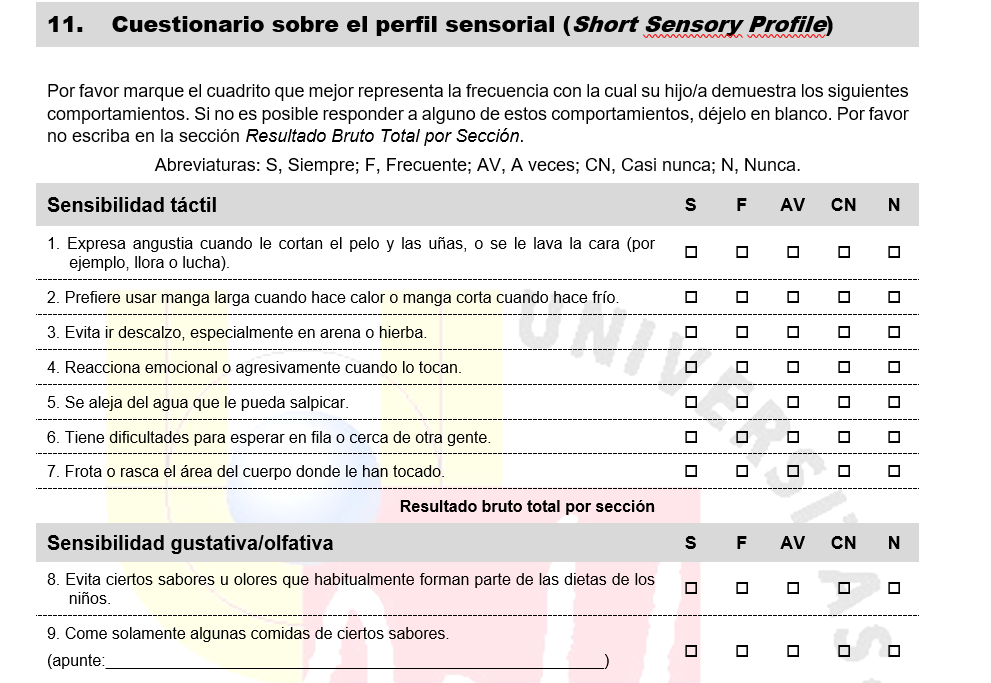 11. Cuestionario sobre el perfil sensorial (Short Sensory Profile)
Por favor marque el cuadrito que mejor representa la frecuencia con la cual su hijo/a demuestra los siguientes
comportamientos. Si no es posible responder a alguno de estos comportamientos, déjelo en blanco. Por favor
no escriba en la sección Resultado Bruto Total por Sección.
Abreviaturas: S, Siempre; F, Frecuente; AV, A veces; CN, Casi nunca; N, Nunca.
Sensibilidad táctil S F AV CN N
1. Expresa angustia cuando le cortan el pelo y las uñas, o se le lava la cara (por
ejemplo, llora o lucha).
2. Prefiere usar manga larga cuando hace calor o manga corta cuando hace frío.
3. Evita ir descalzo, especialmente en arena o hierba.
4. Reacciona emocional o agresivamente cuando lo tocan.
5. Se aleja del agua que le pueda salpicar.
6. Tiene dificultades para esperar en fila o cerca de otra gente.
7. Frota o rasca el área del cuerpo donde le han tocado.
Resultado bruto total por sección
Sensibilidad gustativa/olfativa S F AV CN N
8. Evita ciertos sabores u olores que habitualmente forman parte de las dietas de los
niños.
9. Come solamente algunas comidas de ciertos sabores.
(apunte:______________________________)